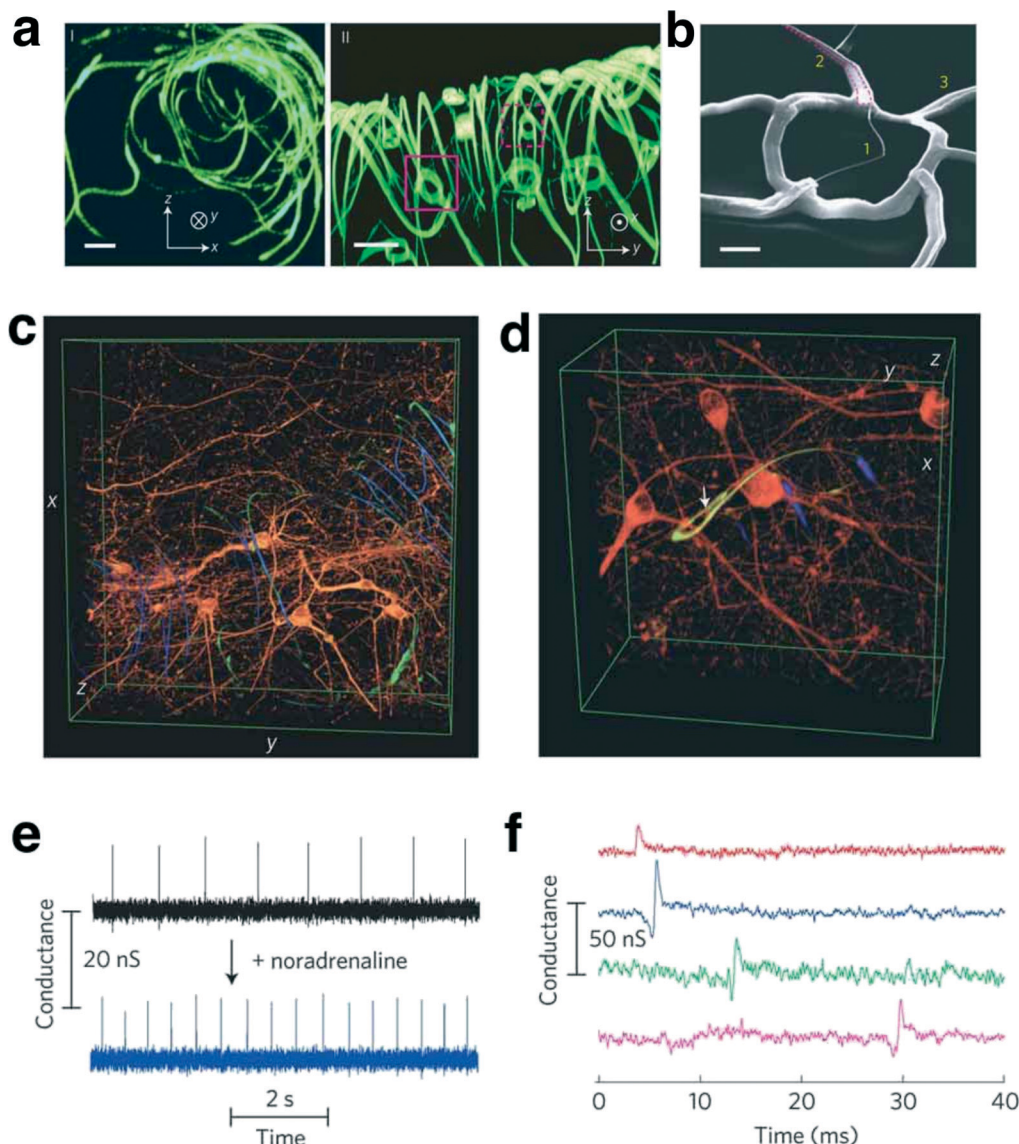 a
b
I
II
z
y
x
z
x
y
2
3
1
c
d
x
z
y
y
z
x
e
f
Conductance
20 nS
+ noradrenaline
2 s
Time
Conductance
50 nS
0
10
20
30
40
Time (ms)